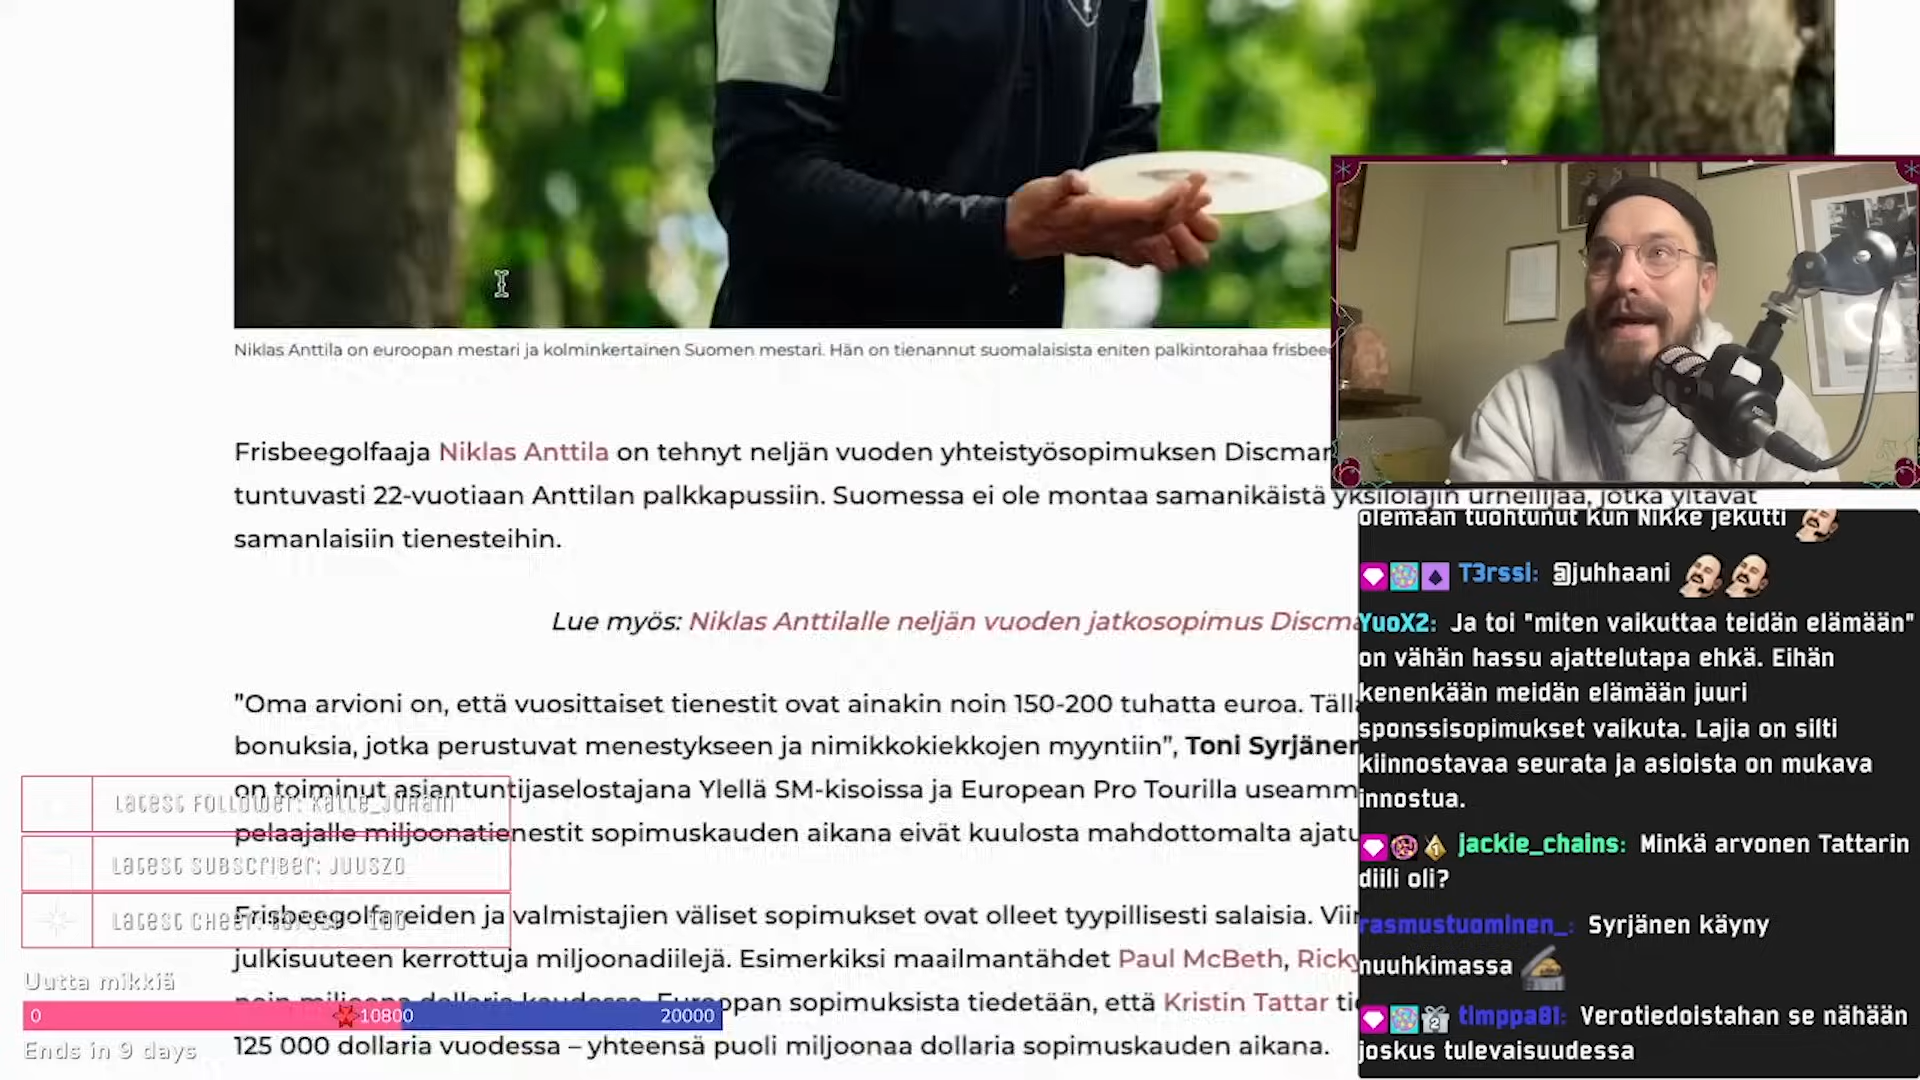 Niklas Anttila on euroopan mestari ja kolminkertainen Suomen mestari. Hän on tienannut suomalaisista eniten palkintorahaa
Frisbeegolfaaja Niklas Anttila on tehnyt neljän vuoden yhteistyösopimuksen
tuntuvasti 22-vuotiaan Anttilan palkkapussiin. Suomessa ei ole montaa samanikäistä yksilölajin urheilijaa, jotka yltävät
samanlaisiin tienesteihin.
Lue myös: Niklas Anttilalle neljän vuoden jatkosopimus
"Oma arvioni on, että vuosittaiset tienestit ovat ainakin noin 150-200 tuhatta euroa.
bonuksia, jotka perustuvat menestykseen ja nimikkokiekkojen myyntiin", Toni Syrjänen
on toiminut asiantuntijaselostajana Ylellä SM-kisoissa ja European Pro Tourilla
pelaajalle miljoonatienestit sopimuskauden aikana eivät kuulosta mahdottomalta
Frisbeegolfareiden ja valmistajien väliset sopimukset ovat olleet tyypillisesti salaisia.
julkisuuteen kerrottuja miljoonadiilejä. Esimerkiksi maailmantähdet Paul McBeth, Ricky
noin miljoona dollaria kaudessa. Euroopan sopimuksista tiedetään, että Kristin Tattar
125 000 dollaria vuodessa – yhteensä puoli miljoonaa dollaria sopimuskauden aikana.
Latest follower: Kalle_Juhani
Latest subscriber: Juuszo
Latest cheer:
Uutta mikkiä
0 10800 20000
Ends in 9 days
olemaan tuohtunut kun Nikke jekutti
T3rssi: @juhhaani
YuoX2: Ja toi "miten vaikuttaa teidän elämään"
on vähän hassu ajattelutapa ehkä. Eihän
kenenkään meidän elämään juuri
sponssisopimukset vaikuta. Lajia on silti
kiinnostavaa seurata ja asioista on mukava
innostua.
jackie_chains: Minkä arvonen Tattarin
diili oli?
rasmustuominen_: Syrjänen käyny
nuuhkimassa
timppa81: Verotiedoistahan se nähään
joskus tulevaisuudessa